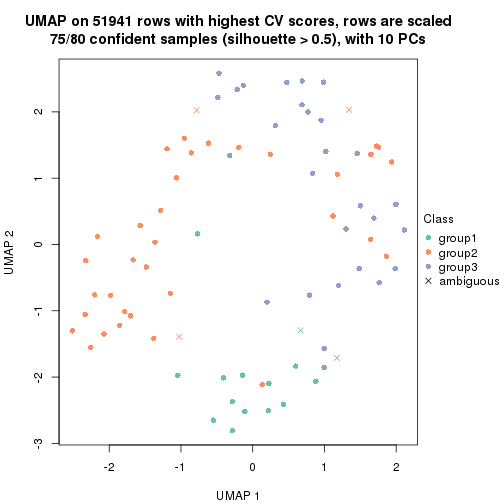 UMAP on 51941 rows with highest CV scores, rows are scaled
75/80 confident samples (silhouette > 0.5), with 10 PCs
2
1
0
-1
-2
-3
UMAP 2
-2
-1
0
1
2
UMAP 1
Class
group1
group2
group3
ambiguous